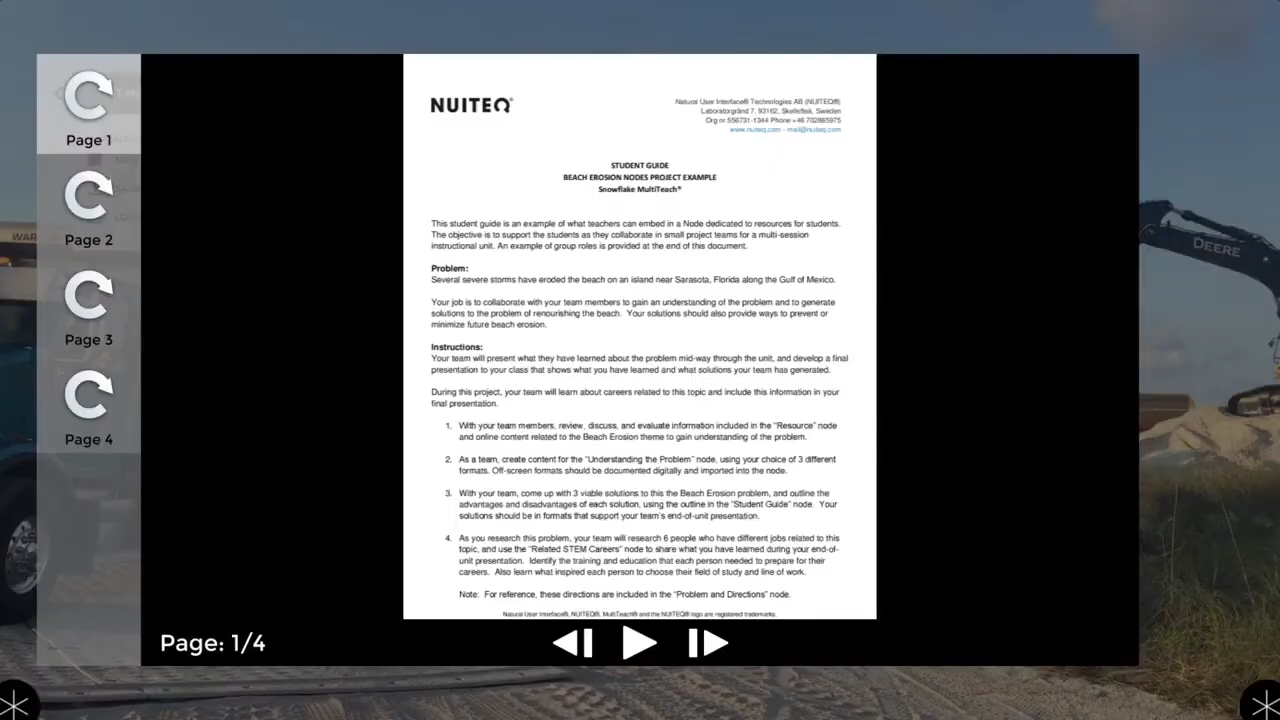 NUITEQ®
Natural User Interface® Technologies AB (NUITEQ®)
Laboratorgränd 7, 93162, Skellefteå, Sweden
Org nr 556731-1344 Phone +46 702865975
www.nuiteq.com - mail@nuiteq.com
STUDENT GUIDE
BEACH EROSION NODES PROJECT EXAMPLE
Snowflake MultiTeach®
This student guide is an example of what teachers can embed in a Node dedicated to resources for students.
The objective is to support the students as they collaborate in small project teams for a multi-session
instructional unit. An example of group roles is provided at the end of this document.
Problem:
Several severe storms have eroded the beach on an island near Sarasota, Florida along the Gulf of Mexico.
Your job is to collaborate with your team members to gain an understanding of the problem and to generate
solutions to the problem of renourishing the beach. Your solutions should also provide ways to prevent or
minimize future beach erosion.
Instructions:
Your team will present what they have learned about the problem mid-way through the unit, and develop a final
presentation to your class that shows what you have learned and what solutions your team has generated.
During this project, your team will learn about careers related to this topic and include this information in your
final presentation.
1. With your team members, review, discuss, and evaluate information included in the “Resource” node
and online content related to the Beach Erosion theme to gain understanding of the problem.
2. As a team, create content for the “Understanding the Problem” node, using your choice of 3 different
formats. Off-screen formats should be documented digitally and imported into the node.
3. With your team, come up with 3 viable solutions to this the Beach Erosion problem, and outline the
advantages and disadvantages of each solution, using the outline in the “Student Guide” node. Your
solutions should be in formats that support your team’s end-of-unit presentation.
4. As you research this problem, your team will research 6 people who have different jobs related to this
topic, and use the “Related STEM Careers” node to share what you have learned during your end-of-
unit presentation. Identify the training and education that each person needed to prepare for their
careers. Also learn what inspired each person to choose their field of study and line of work.
Note: For reference, these directions are included in the “Problem and Directions” node.
Natural User Interface®, NUITEQ®, MultiTeach® and the NUITEQ® logo are registered trademarks.
Page 1
Page 2
Page 3
Page 4
Page: 1/4
DEERE
WAR